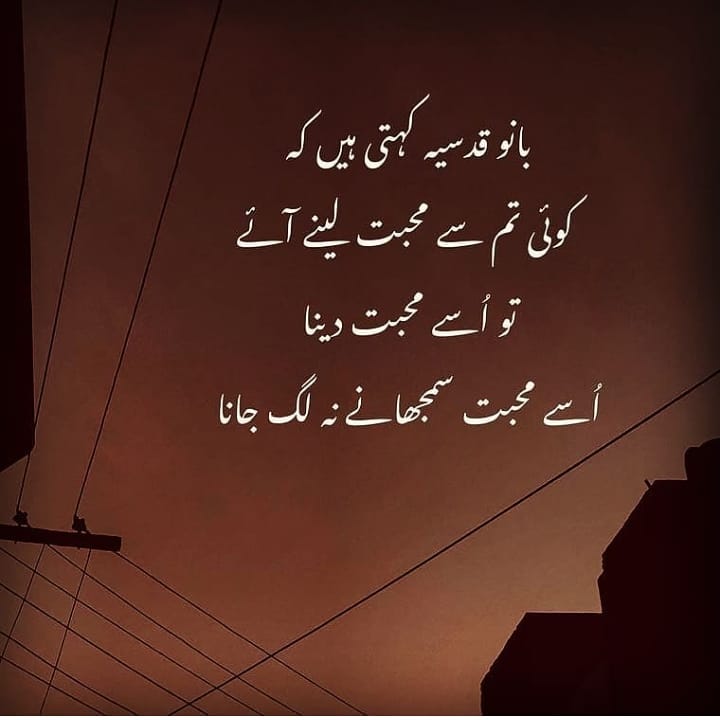 بانو قدسیہ کہتی ہیں کہ
کوئی تم سے محبت لینے آئے
تو اُسے محبت دینا
اُسے محبت سمجھانے نہ لگ جانا